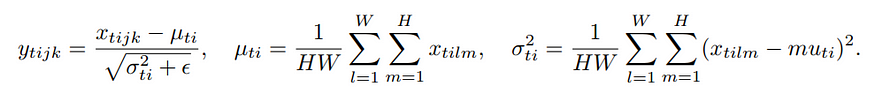 y_{tijk} = \frac{x_{tijk} - \mu_{ti}}{\sqrt{\sigma_{ti}^2 + \epsilon}}, \quad \mu_{ti} = \frac{1}{HW} \sum_{l=1}^{W} \sum_{m=1}^{H} x_{tilm}, \quad \sigma_{ti}^2 = \frac{1}{HW} \sum_{l=1}^{W} \sum_{m=1}^{H} (x_{tilm} - mu_{ti})^2.